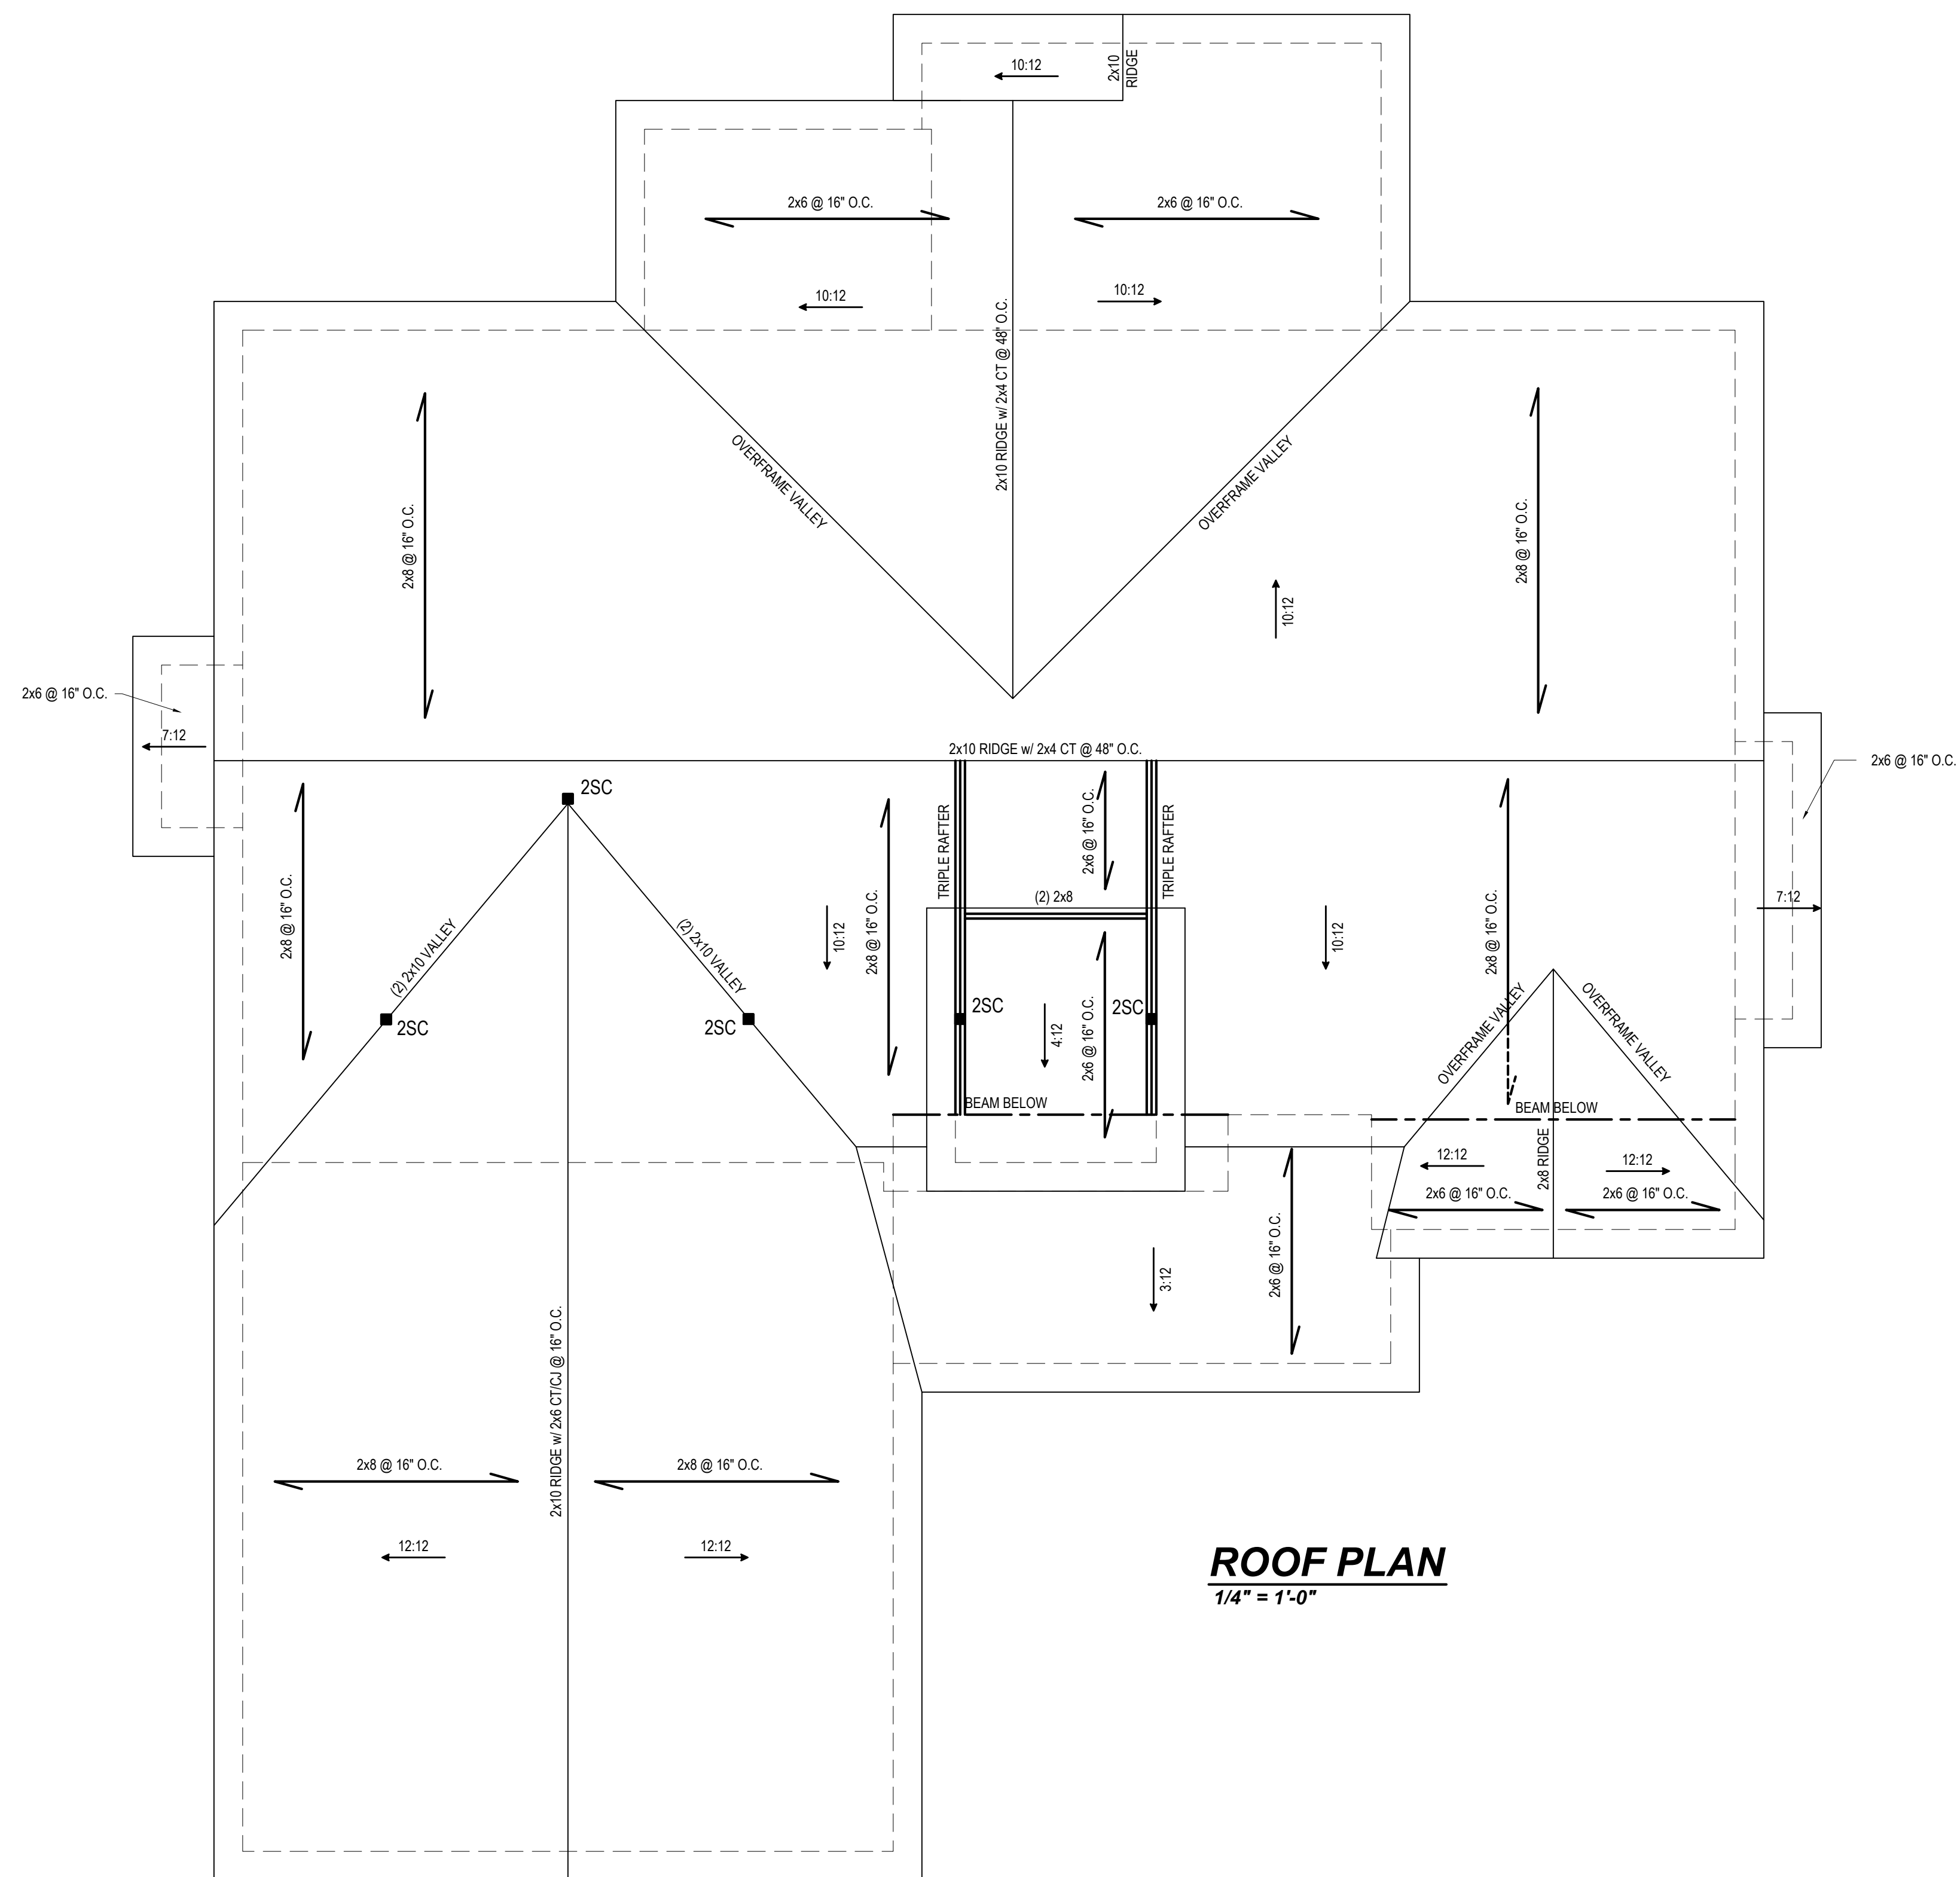 10:12
2x10
RIDGE
2x6 @ 16" O.C.
2x6 @ 16" O.C.
10:12
10:12
2x10 RIDGE w/ 2x4 CT @ 48" O.C.
OVERFRAME VALLEY
OVERFRAME VALLEY
2x8 @ 16" O.C.
2x8 @ 16" O.C.
10:12
2x6 @ 16" O.C.
7:12
2x10 RIDGE w/ 2x4 CT @ 48" O.C.
2x6 @ 16" O.C.
2SC
TRIPLE RAFTER
2x6 @ 16" O.C.
TRIPLE RAFTER
2x8 @ 16" O.C.
(2) 2x10 VALLEY
(2) 2x10 VALLEY
10:12
2x8 @ 16" O.C.
(2) 2x8
10:12
2x8 @ 16" O.C.
7:12
2SC
2SC
2SC
2SC
4:12
2x6 @ 16" O.C.
OVERFRAME VALLEY
OVERFRAME VALLEY
BEAM BELOW
BEAM BELOW
12:12
2x8 RIDGE
12:12
2x6 @ 16" O.C.
2x6 @ 16" O.C.
3:12
2x6 @ 16" O.C.
2x10 RIDGE w/ 2x6 CT/CJ @ 16" O.C.
2x8 @ 16" O.C.
2x8 @ 16" O.C.
12:12
12:12
ROOF PLAN
1/4" = 1'-0"